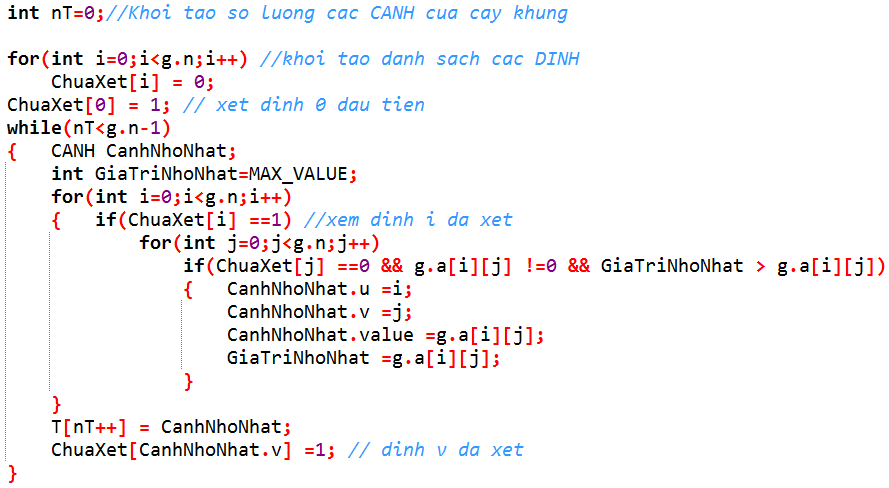 int nT=0;//Khoi tao so luong cac CANH cua cay khung
for(int i=0;i<g.n;i++) //khoi tao danh sach cac DINH
ChuaXet[i] = 0;
ChuaXet[0] = 1; // xet dinh 0 dau tien
while(nT<g.n-1)
{ CANH CanhNhoNhat;
int GiaTriNhoNhat=MAX_VALUE;
for(int i=0;i<g.n;i++)
{ if(ChuaXet[i] ==1) //xem dinh i da xet
for(int j=0;j<g.n;j++)
if(ChuaXet[j] ==0 && g.a[i][j] !=0 && GiaTriNhoNhat > g.a[i][j])
{ CanhNhoNhat.u =i;
CanhNhoNhat.v =j;
CanhNhoNhat.value =g.a[i][j];
GiaTriNhoNhat =g.a[i][j];
}
}
T[nT++] = CanhNhoNhat;
ChuaXet[CanhNhoNhat.v] =1; // dinh v da xet
}